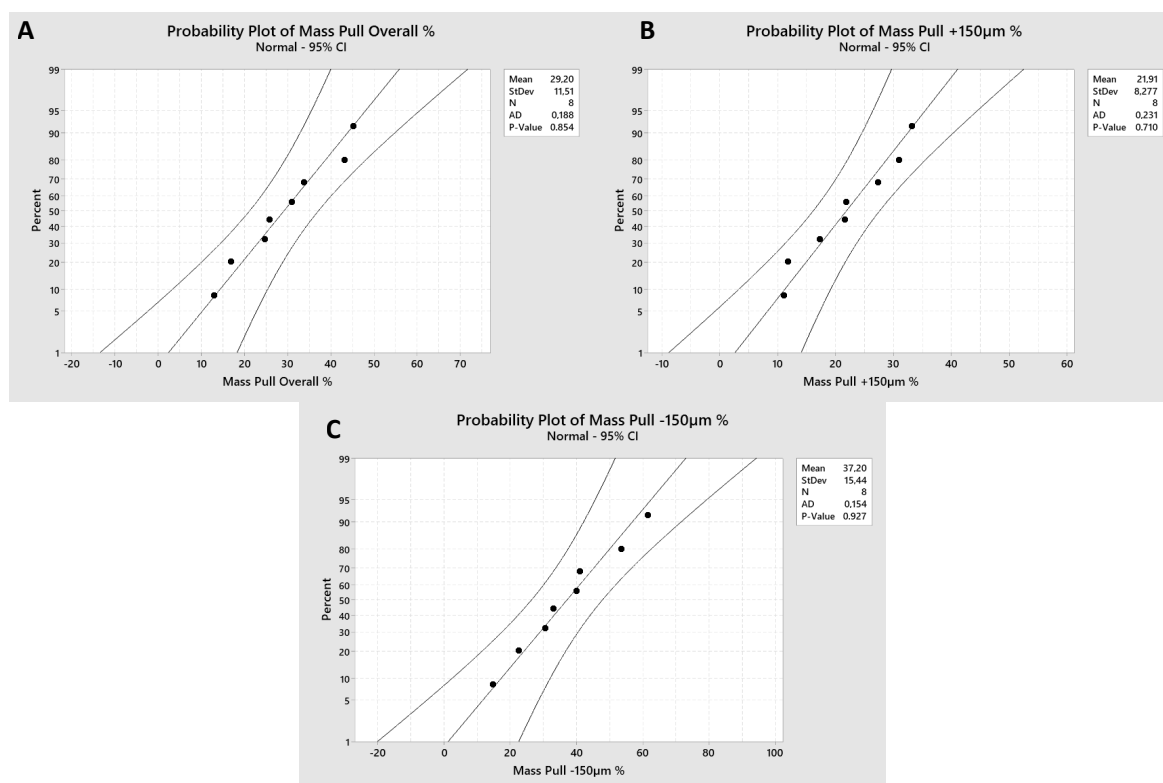 A
Probability Plot of Mass Pull Overall %
Normal - 95% CI
99
95
90
80
70
60
50
40
30
20
10
5
1
Percent
-20 -10 0 10 20 30 40 50 60 70
Mass Pull Overall %
Mean 29,20
StDev 11,51
N 8
AD 0,188
P-Value 0.854
B
Probability Plot of Mass Pull +150µm %
Normal - 95% CI
99
95
90
80
70
60
50
40
30
20
10
5
1
Percent
-10 0 10 20 30 40 50 60
Mass Pull +150µm %
Mean 21,91
StDev 8,277
N 8
AD 0,231
P-Value 0.710
C
Probability Plot of Mass Pull -150µm %
Normal - 95% CI
99
95
90
80
70
60
50
40
30
20
10
5
1
Percent
-20 0 20 40 60 80 100
Mass Pull -150µm %
Mean 37,20
StDev 15,44
N 8
AD 0,154
P-Value 0.927